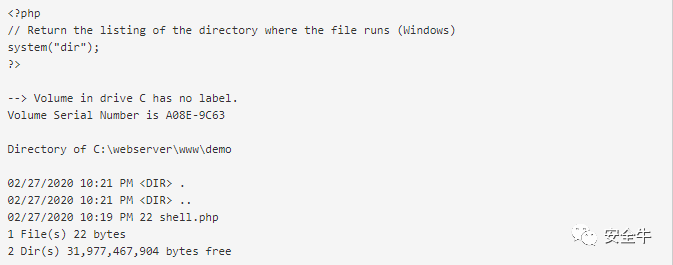 <?php
// Return the listing of the directory where the file runs (Windows)
system("dir");
?>
--> Volume in drive C has no label.
Volume Serial Number is A08E-9C63
Directory of C:\webserver\www\demo
02/27/2020 10:21 PM <DIR> .
02/27/2020 10:21 PM <DIR> ..
02/27/2020 10:19 PM 22 shell.php
1 File(s) 22 bytes
2 Dir(s) 31,977,467,904 bytes free
安全牛